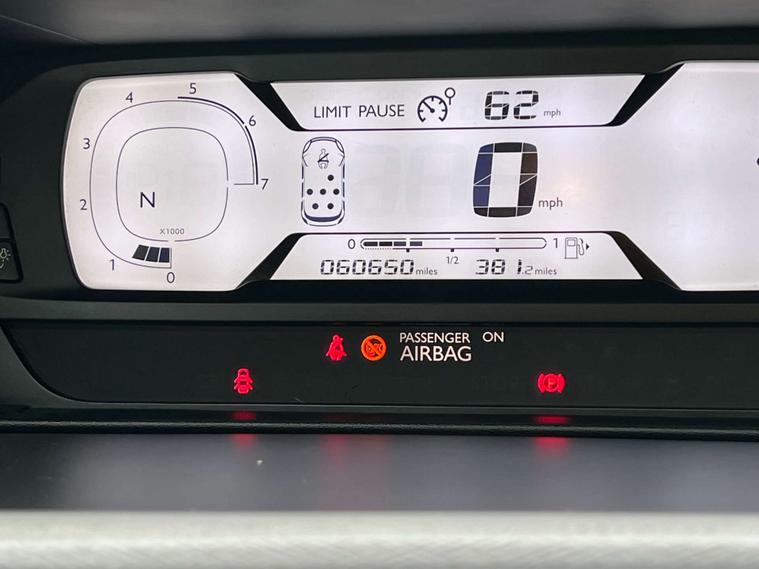 LIMIT PAUSE 62 mph
4 5 6
3 7
2 N
X1000
1 0
0 mph
0 1/2 1
060650 miles 381.2 miles
PASSENGER ON
AIRBAG
P